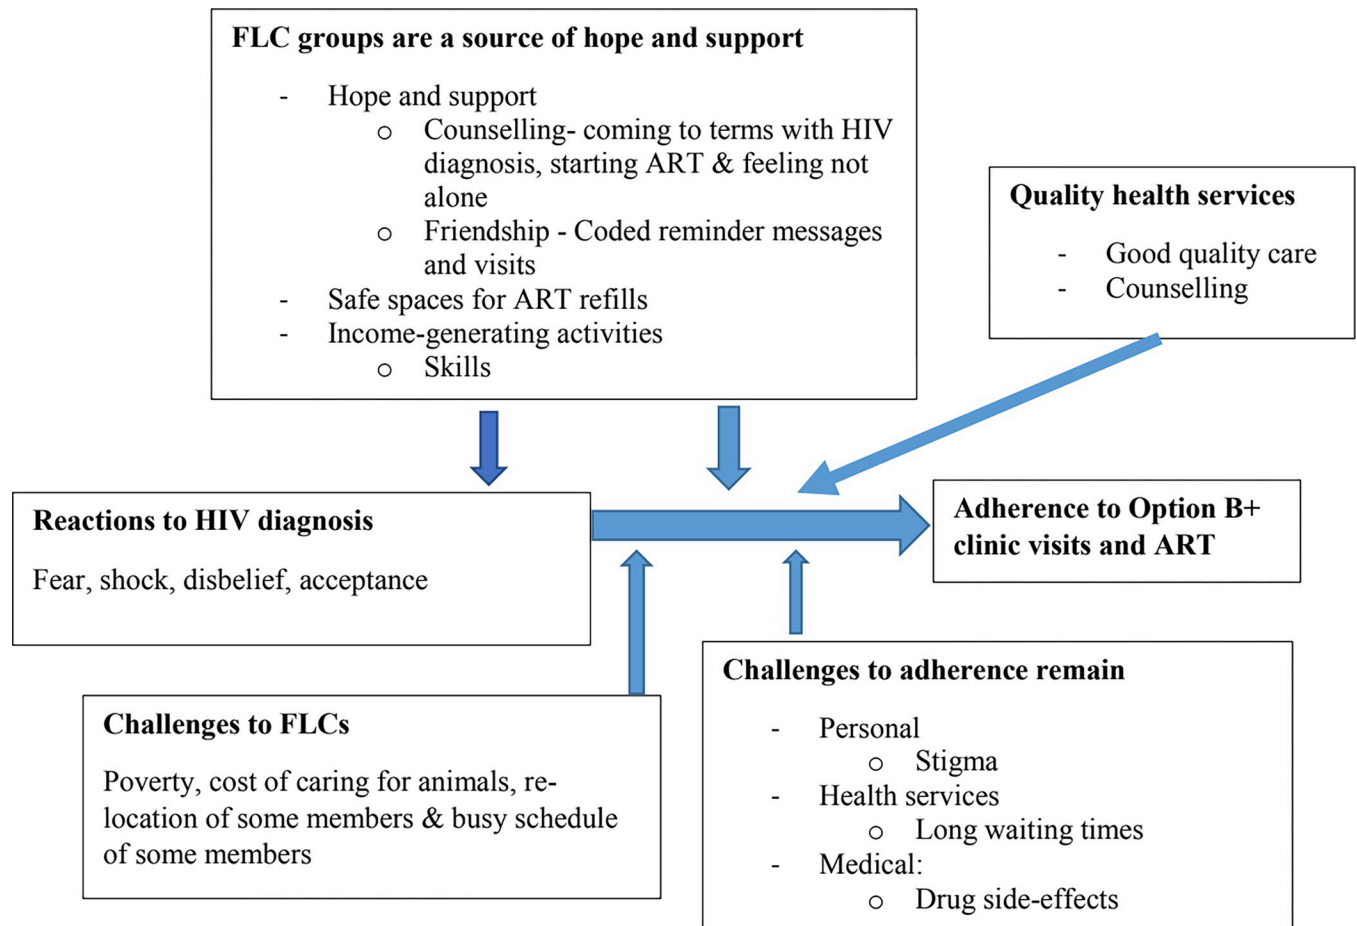 FLC groups are a source of hope and support
- Hope and support
o Counselling- coming to terms with HIV
diagnosis, starting ART & feeling not
alone
o Friendship - Coded reminder messages
and visits
- Safe spaces for ART refills
- Income-generating activities
o Skills
Quality health services
- Good quality care
- Counselling
Reactions to HIV diagnosis
Fear, shock, disbelief, acceptance
Adherence to Option B+
clinic visits and ART
Challenges to FLCs
Poverty, cost of caring for animals, re-
location of some members & busy schedule
of some members
Challenges to adherence remain
- Personal
o Stigma
- Health services
o Long waiting times
- Medical:
o Drug side-effects